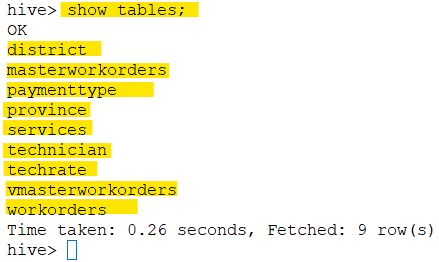 hive> show tables;
OK
district
masterworkorders
paymenttype
province
services
technician
techrate
vmasterworkorders
workorders
Time taken: 0.26 seconds, Fetched: 9 row(s)
hive>